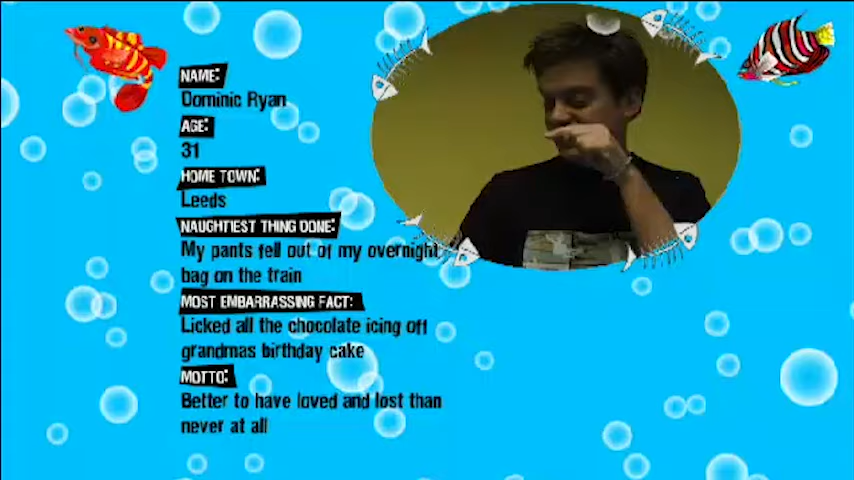 NAME:
Dominic Ryan
AGE:
31
HOME TOWN:
Leeds
NAUGHTIEST THING DONE:
My pants fell out of my overnight
bag on the train
MOST EMBARRASSING FACT:
Licked all the chocolate icing off
grandmas birthday cake
MOTTO:
Better to have loved and lost than
never at all